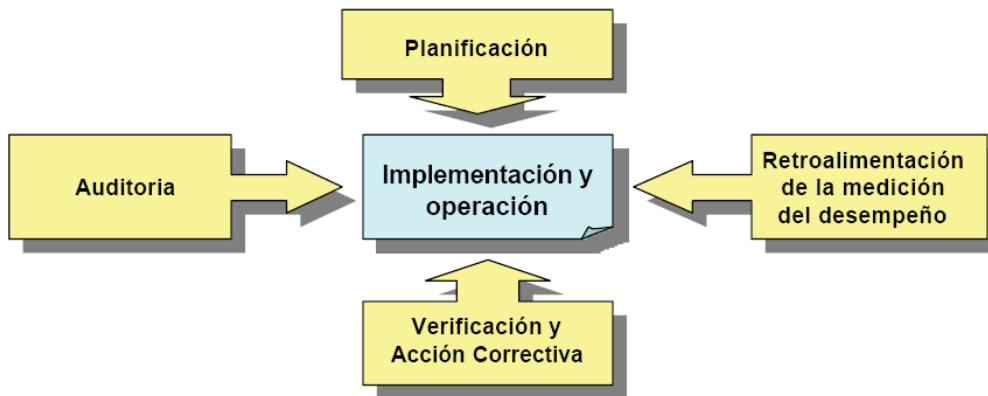 Planificación
Auditoria
Implementación y
operación
Retroalimentación
de la medición
del desempeño
Verificación y
Acción Correctiva